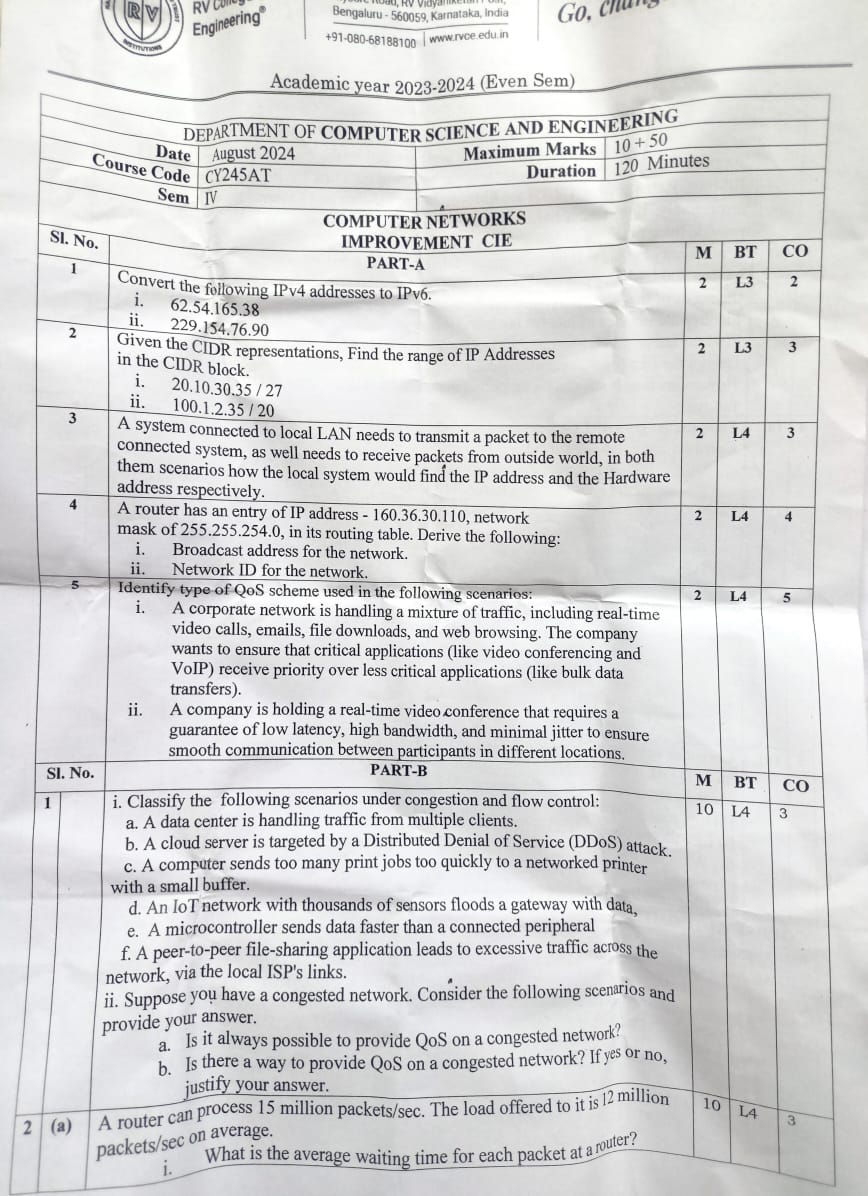 RV
INSTITUTIONS
RV
Engineering®
Bengaluru - 560059, Karnataka, India
+91-080-68188100 | www.rvce.edu.in
Go,
Academic year 2023-2024 (Even Sem)
DEPARTMENT OF COMPUTER SCIENCE AND ENGINEERING
Date August 2024 Maximum Marks 10 + 50
Course Code CY245AT Duration 120 Minutes
Sem IV
COMPUTER NETWORKS
IMPROVEMENT CIE
Sl. No. PART-A M BT CO
1 Convert the following IPv4 addresses to IPv6. 2 L3 2
i. 62.54.165.38
ii. 229.154.76.90
2 Given the CIDR representations, Find the range of IP Addresses 2 L3 3
in the CIDR block.
i. 20.10.30.35 / 27
ii. 100.1.2.35 / 20
3 A system connected to local LAN needs to transmit a packet to the remote 2 L4 3
connected system, as well needs to receive packets from outside world, in both
them scenarios how the local system would find the IP address and the Hardware
address respectively.
4 A router has an entry of IP address - 160.36.30.110, network 2 L4 4
mask of 255.255.254.0, in its routing table. Derive the following:
i. Broadcast address for the network.
ii. Network ID for the network.
5 Identify type of QoS scheme used in the following scenarios: 2 L4 5
i. A corporate network is handling a mixture of traffic, including real-time
video calls, emails, file downloads, and web browsing. The company
wants to ensure that critical applications (like video conferencing and
VoIP) receive priority over less critical applications (like bulk data
transfers).
ii. A company is holding a real-time video conference that requires a
guarantee of low latency, high bandwidth, and minimal jitter to ensure
smooth communication between participants in different locations.
Sl. No. PART-B M BT CO
1 i. Classify the following scenarios under congestion and flow control: 10 L4 3
a. A data center is handling traffic from multiple clients.
b. A cloud server is targeted by a Distributed Denial of Service (DDoS) attack.
c. A computer sends too many print jobs too quickly to a networked printer
with a small buffer.
d. An IoT network with thousands of sensors floods a gateway with data,
e. A microcontroller sends data faster than a connected peripheral
f. A peer-to-peer file-sharing application leads to excessive traffic across the
network, via the local ISP's links.
ii. Suppose you have a congested network. Consider the following scenarios and
provide your answer.
a. Is it always possible to provide QoS on a congested network?
b. Is there a way to provide QoS on a congested network? If yes or no,
justify your answer.
2 (a) A router can process 15 million packets/sec. The load offered to it is 12 million 10 L4 3
packets/sec on average.
i. What is the average waiting time for each packet at a router?